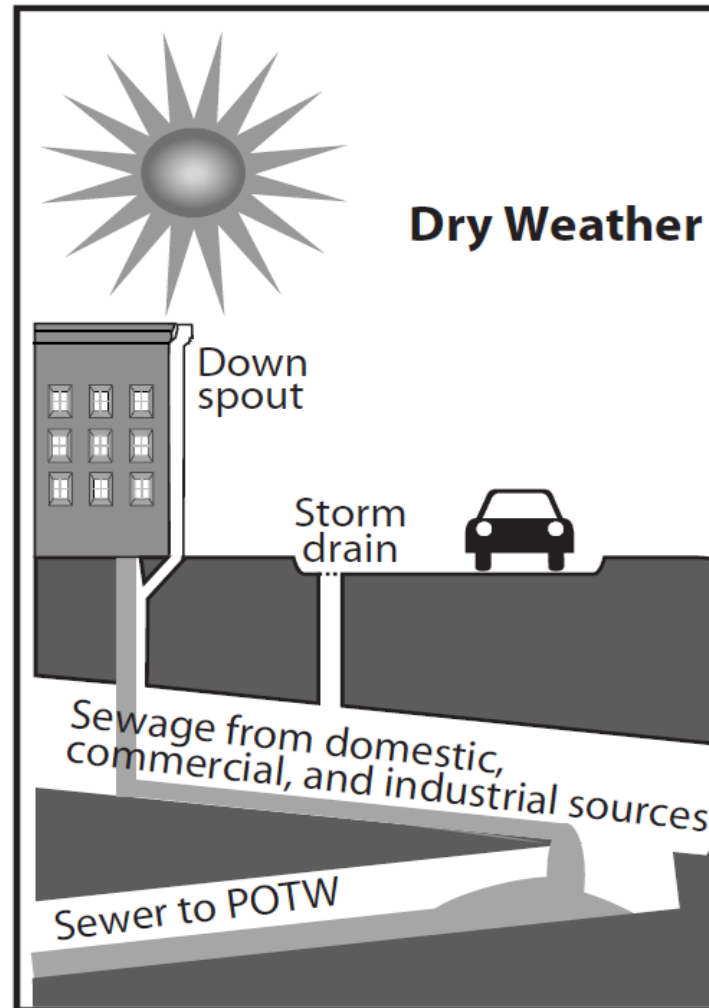 Dry Weather
Down
spout
Storm
drain
Sewage from domestic,
commercial, and industrial sources
Sewer to POTW